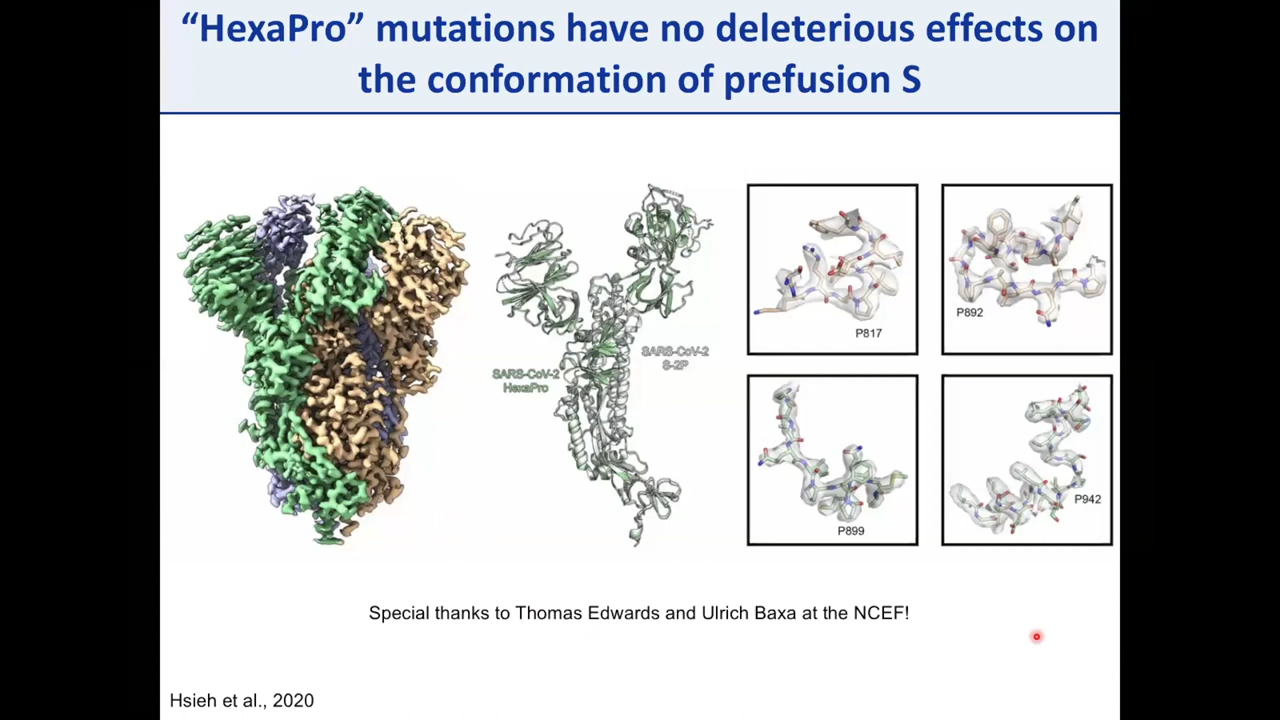 “HexaPro” mutations have no deleterious effects on
the conformation of prefusion S
SARS-CoV-2
HexaPro
SARS-CoV-2
S-2P
P817
P892
P899
P942
Special thanks to Thomas Edwards and Ulrich Baxa at the NCEF!
Hsieh et al., 2020